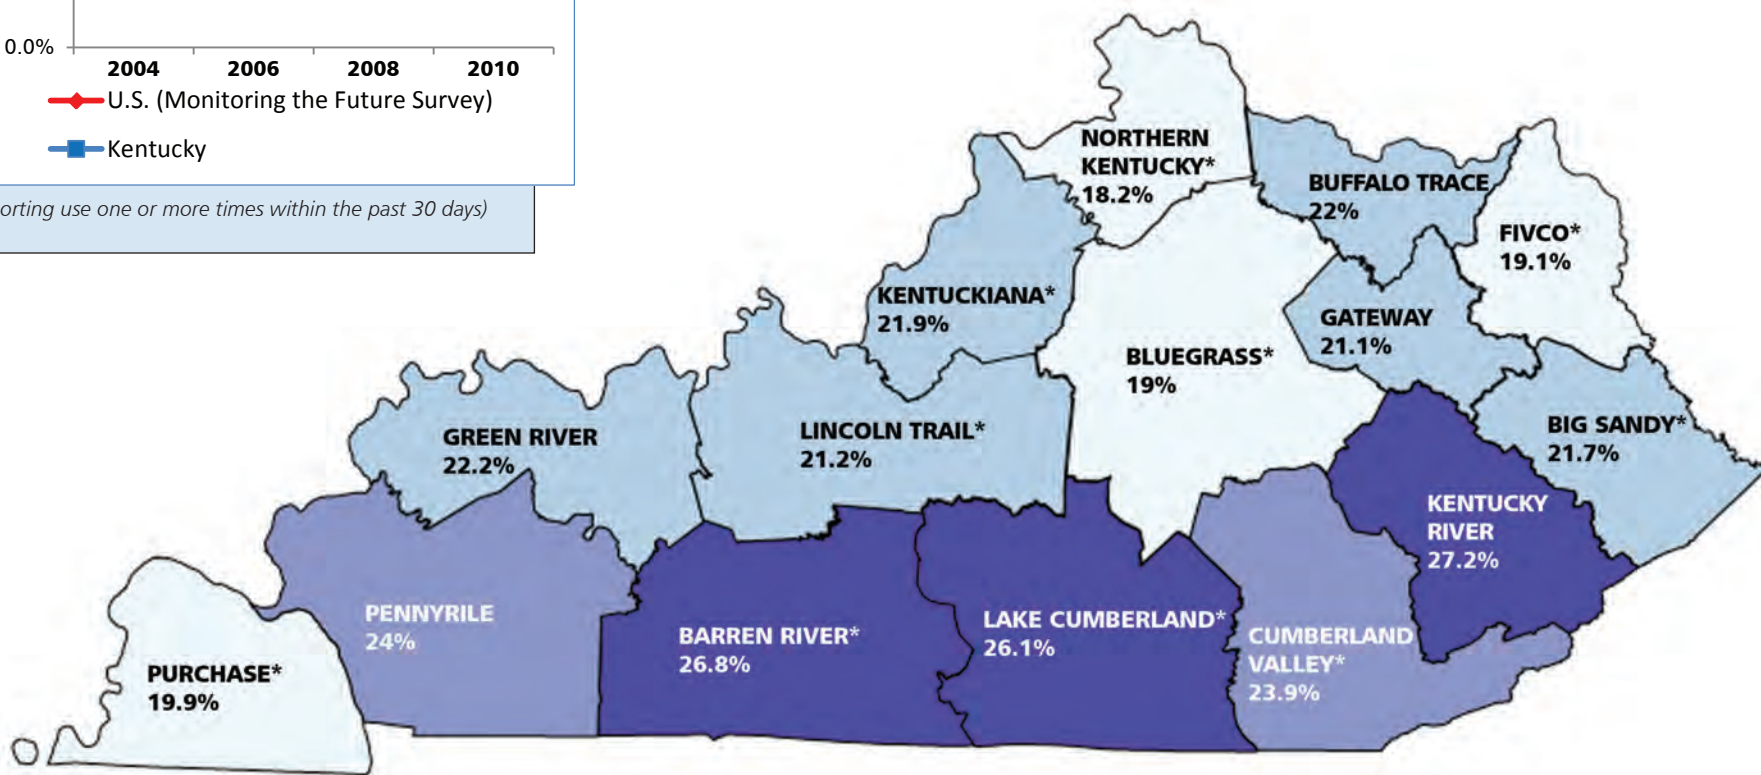 0.0%
2004 2006 2008 2010
U.S. (Monitoring the Future Survey)
Kentucky
orting use one or more times within the past 30 days)
NORTHERN
KENTUCKY*
18.2%
BUFFALO TRACE
22%
FIVCO*
19.1%
KENTUCKIANA*
21.9%
GATEWAY
21.1%
BLUEGRASS*
19%
GREEN RIVER
22.2%
LINCOLN TRAIL*
21.2%
BIG SANDY*
21.7%
KENTUCKY
RIVER
27.2%
PENNYRILE
24%
BARREN RIVER*
26.8%
LAKE CUMBERLAND*
26.1%
CUMBERLAND
VALLEY*
23.9%
PURCHASE*
19.9%